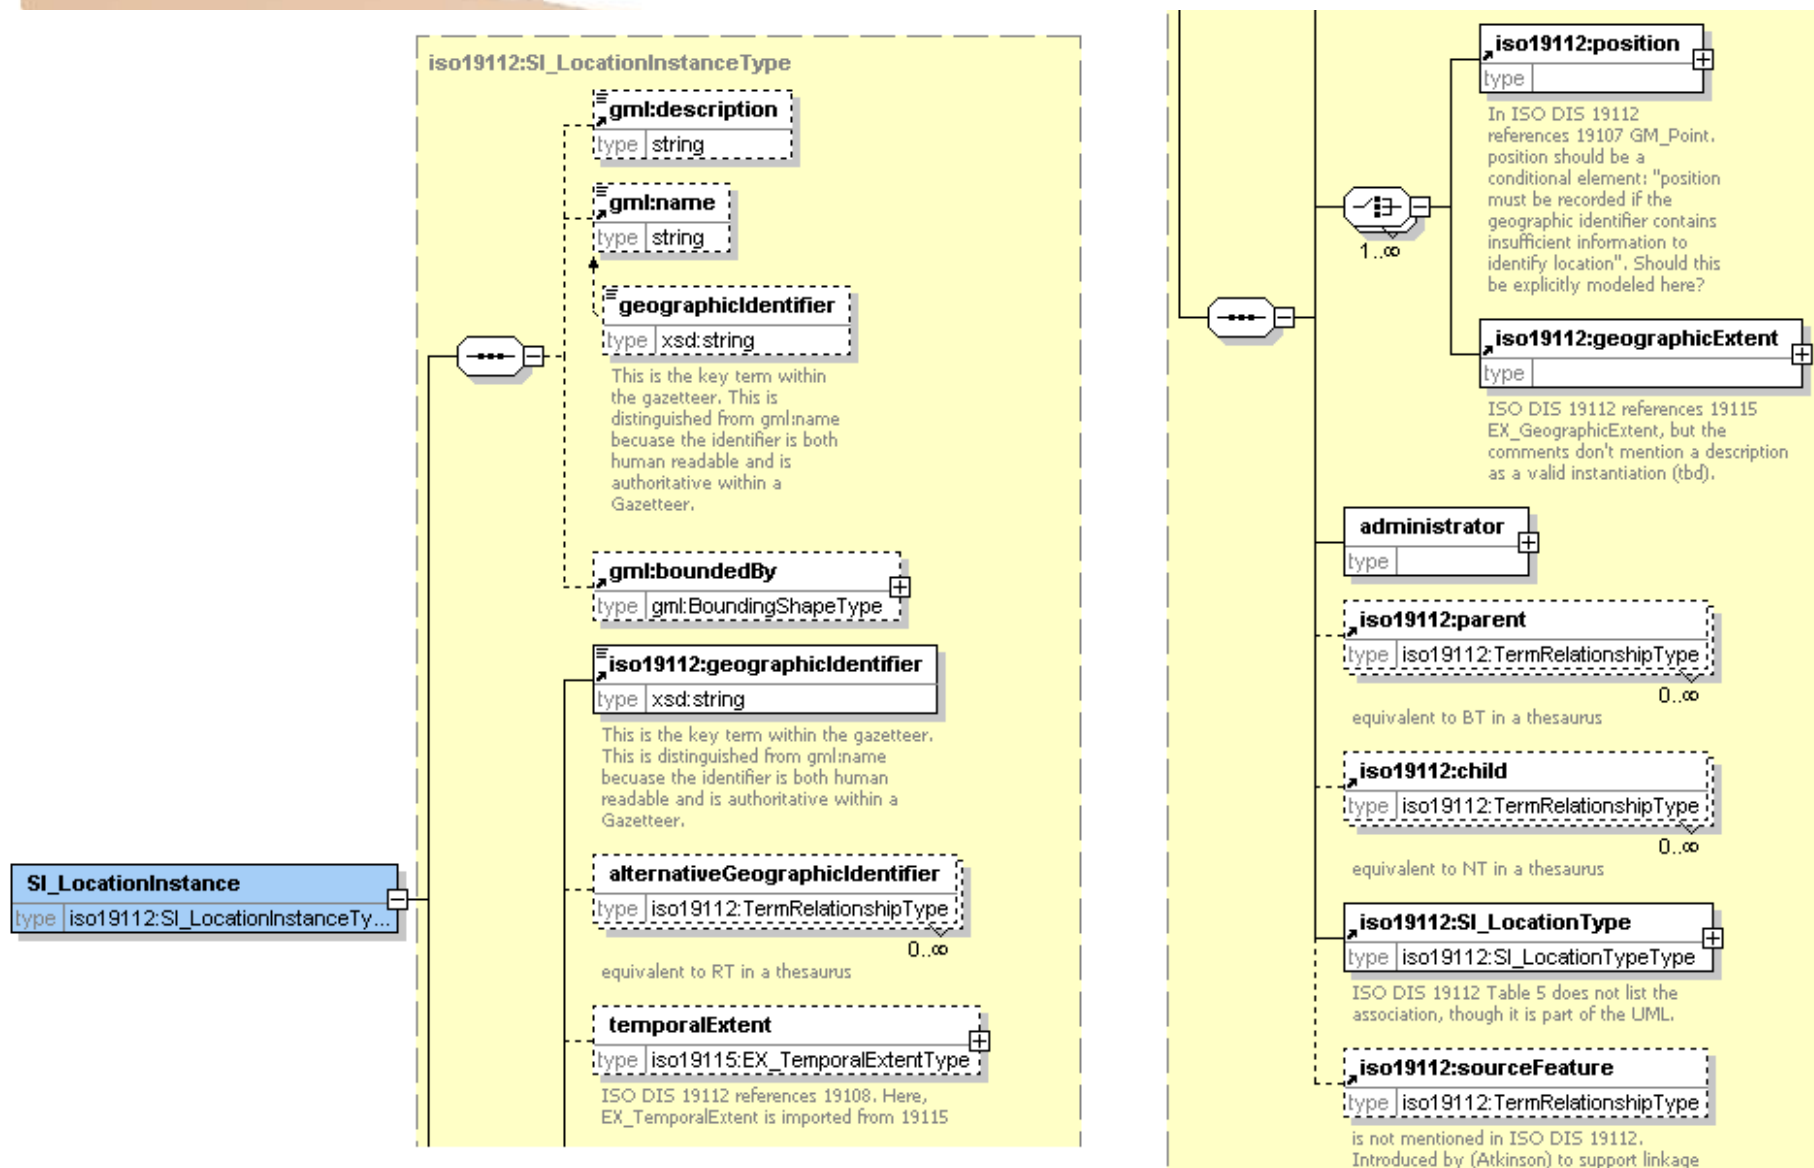 iso19112:SI_LocationInstanceType
gml:description
type string
gml:name
type string
geographicIdentifier
type xsd:string
This is the key term within
the gazetteer. This is
distinguished from gml:name
becuase the identifier is both
human readable and is
authoritative within a
Gazetteer.
gml:boundedBy
type gml:BoundingShapeType
iso19112:geographicIdentifier
type xsd:string
This is the key term within the gazetteer.
This is distinguished from gml:name
becuase the identifier is both human
readable and is authoritative within a
Gazetteer.
SI_LocationInstance
type iso19112:SI_LocationInstanceTy...
alternativeGeographicIdentifier
type iso19112:TermRelationshipType
0..∞
equivalent to RT in a thesaurus
temporalExtent
type iso19115:EX_TemporalExtentType
ISO DIS 19112 references 19108. Here,
EX_TemporalExtent is imported from 19115
iso19112:position
type
In ISO DIS 19112
references 19107 GM_Point.
position should be a
conditional element: "position
must be recorded if the
geographic identifier contains
insufficient information to
identify location". Should this
be explicitly modeled here?
1..∞
iso19112:geographicExtent
type
ISO DIS 19112 references 19115
EX_GeographicExtent, but the
comments don't mention a description
as a valid instantiation (tbd).
administrator
type
iso19112:parent
type iso19112:TermRelationshipType
0..∞
equivalent to BT in a thesaurus
iso19112:child
type iso19112:TermRelationshipType
0..∞
equivalent to NT in a thesaurus
iso19112:SI_LocationType
type iso19112:SI_LocationTypeType
ISO DIS 19112 Table 5 does not list the
association, though it is part of the UML.
iso19112:sourceFeature
type iso19112:TermRelationshipType
is not mentioned in ISO DIS 19112.
Introduced by (Atkinson) to support linkage